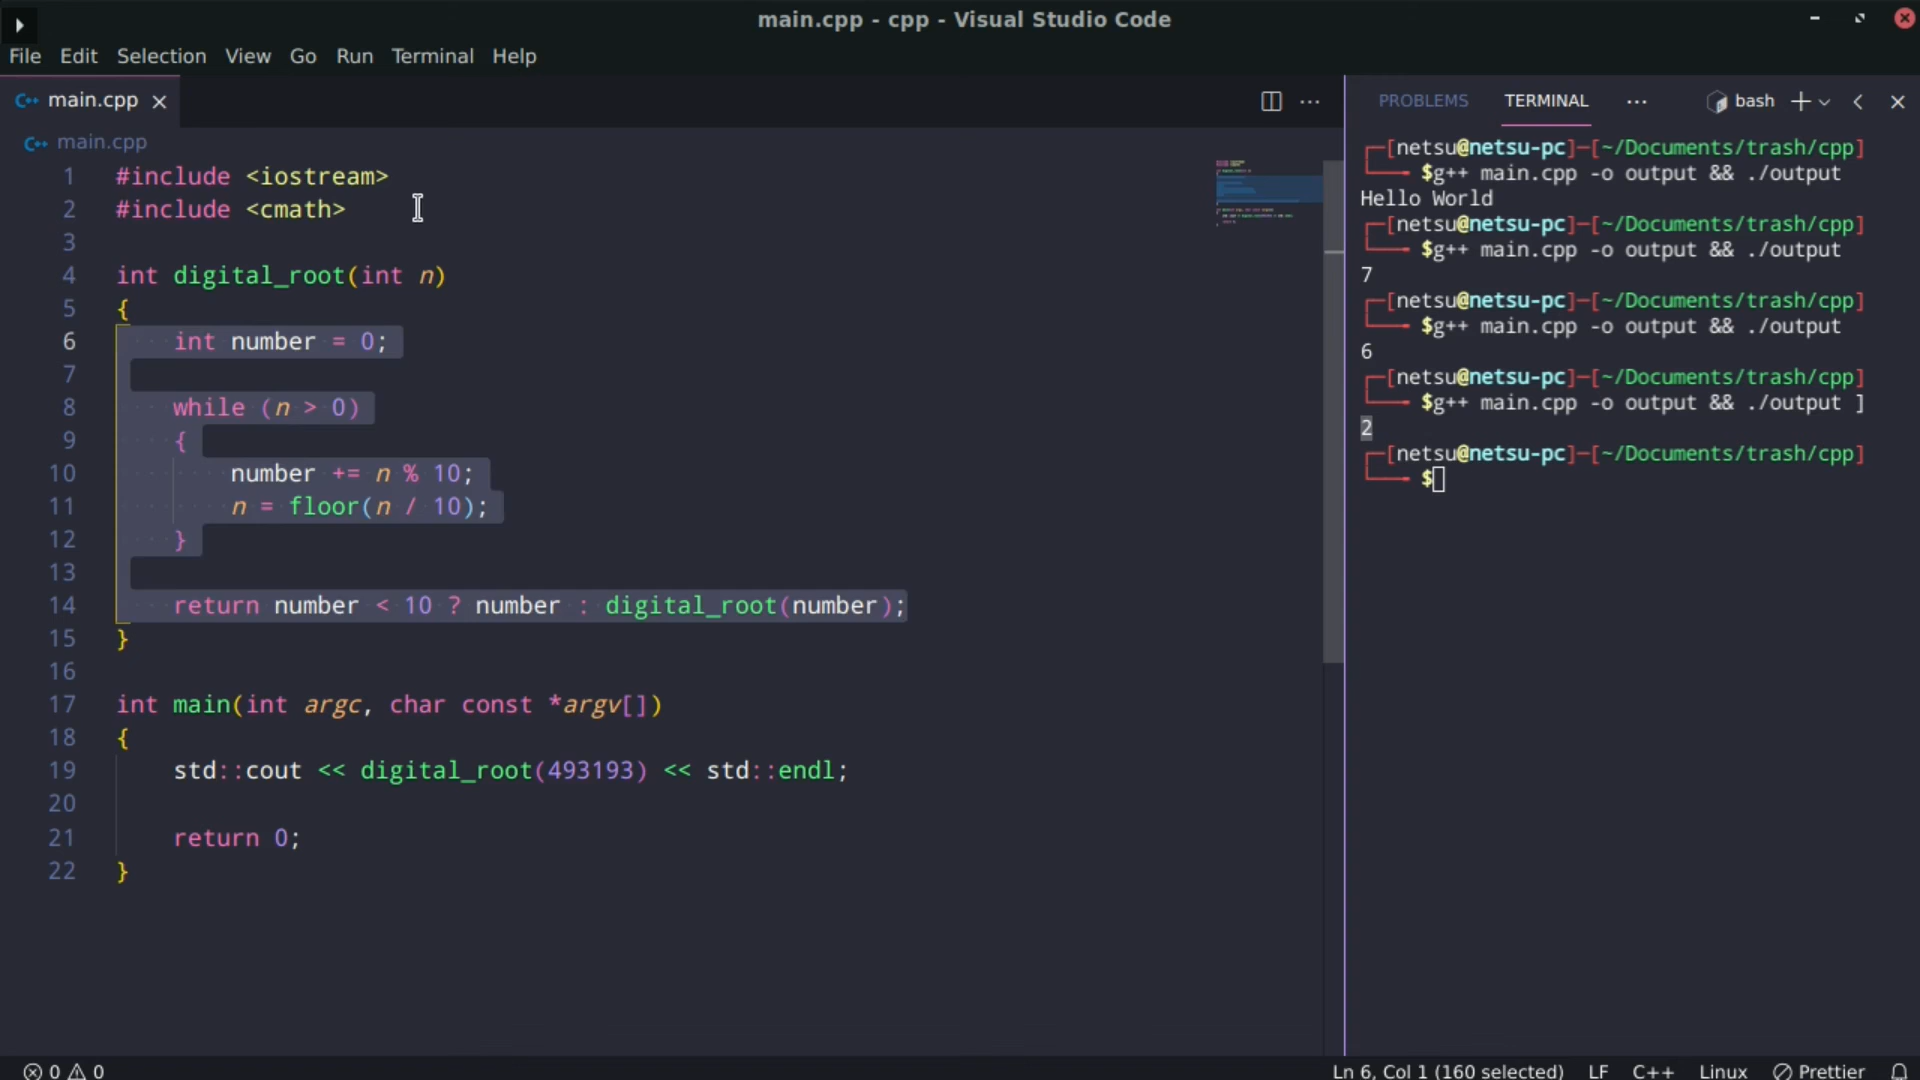 main.cpp - cpp - Visual Studio Code
File Edit Selection View Go Run Terminal Help
main.cpp
main.cpp
1 #include <iostream>
2 #include <cmath>
3
4 int digital_root(int n)
5 {
6 int number = 0;
7
8 while (n > 0)
9 {
10 number += n % 10;
11 n = floor(n / 10);
12 }
13
14 return number < 10 ? number : digital_root(number);
15 }
16
17 int main(int argc, char const *argv[])
18 {
19 std::cout << digital_root(493193) << std::endl;
20
21 return 0;
22 }
PROBLEMS TERMINAL ... bash
[netsu@netsu-pc]-[~/Documents/trash/cpp]
$g++ main.cpp -o output && ./output
Hello World
[netsu@netsu-pc]-[~/Documents/trash/cpp]
$g++ main.cpp -o output && ./output
7
[netsu@netsu-pc]-[~/Documents/trash/cpp]
$g++ main.cpp -o output && ./output
6
[netsu@netsu-pc]-[~/Documents/trash/cpp]
$g++ main.cpp -o output && ./output ]
2
[netsu@netsu-pc]-[~/Documents/trash/cpp]
$
0 0 Ln 6, Col 1 (160 selected) LF C++ Linux Prettier